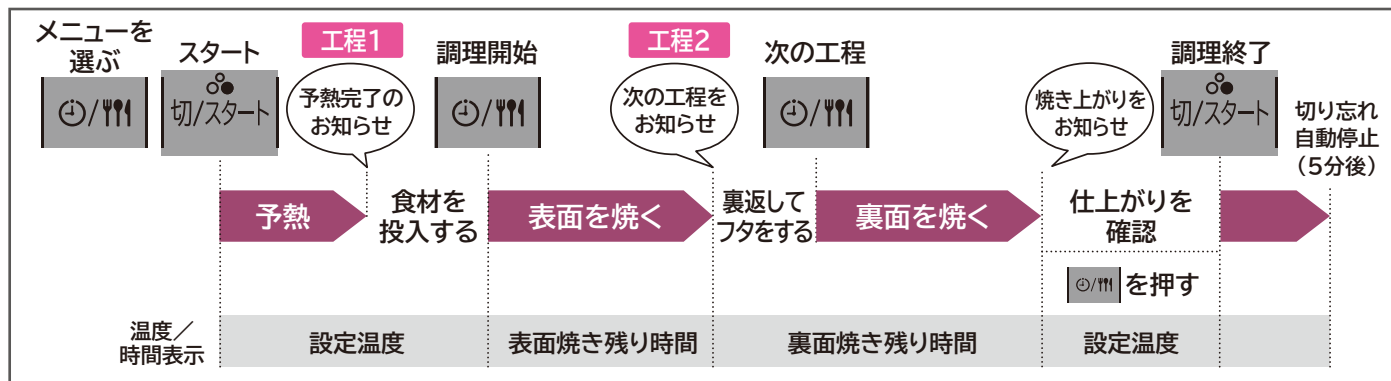 メニューを
選ぶ
スタート
切/スタート
工程1
予熱完了の
お知らせ
調理開始
工程2
次の工程を
お知らせ
次の工程
焼き上がりを
お知らせ
調理終了
切/スタート
切り忘れ
自動停止
（5分後）
予熱
食材を
投入する
表面を焼く
裏返して
フタをする
裏面を焼く
仕上がりを
確認
を押す
温度／
時間表示
設定温度
表面焼き残り時間
裏面焼き残り時間
設定温度